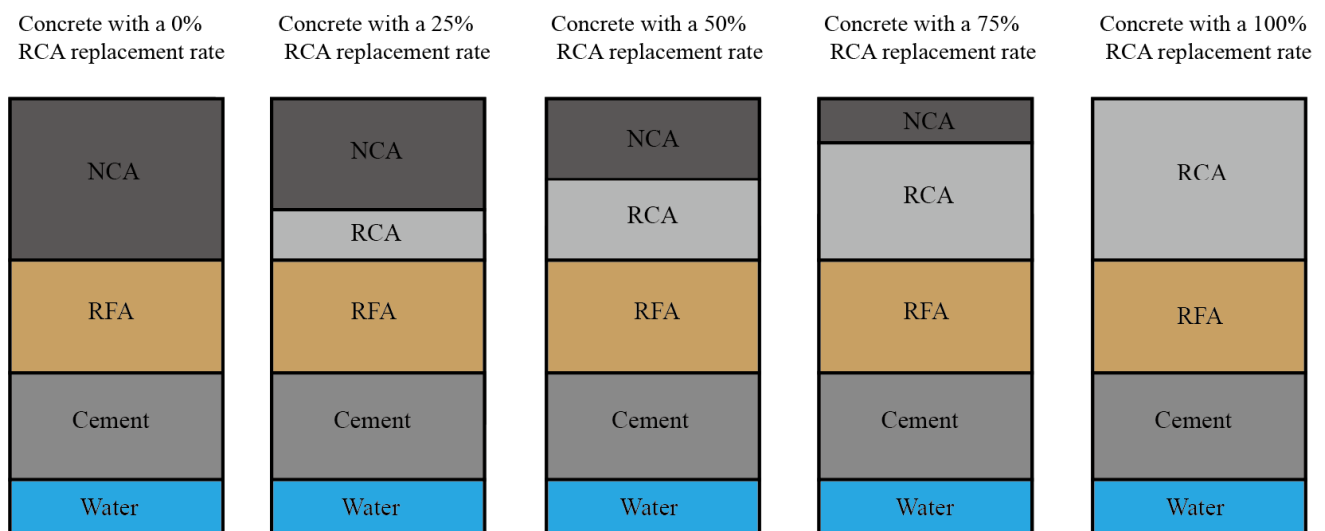 Concrete with a 0%
RCA replacement rate
Concrete with a 25%
RCA replacement rate
Concrete with a 50%
RCA replacement rate
Concrete with a 75%
RCA replacement rate
Concrete with a 100%
RCA replacement rate
NCA
RFA
Cement
Water
NCA
RCA
RFA
Cement
Water
NCA
RCA
RFA
Cement
Water
NCA
RCA
RFA
Cement
Water
RCA
RFA
Cement
Water